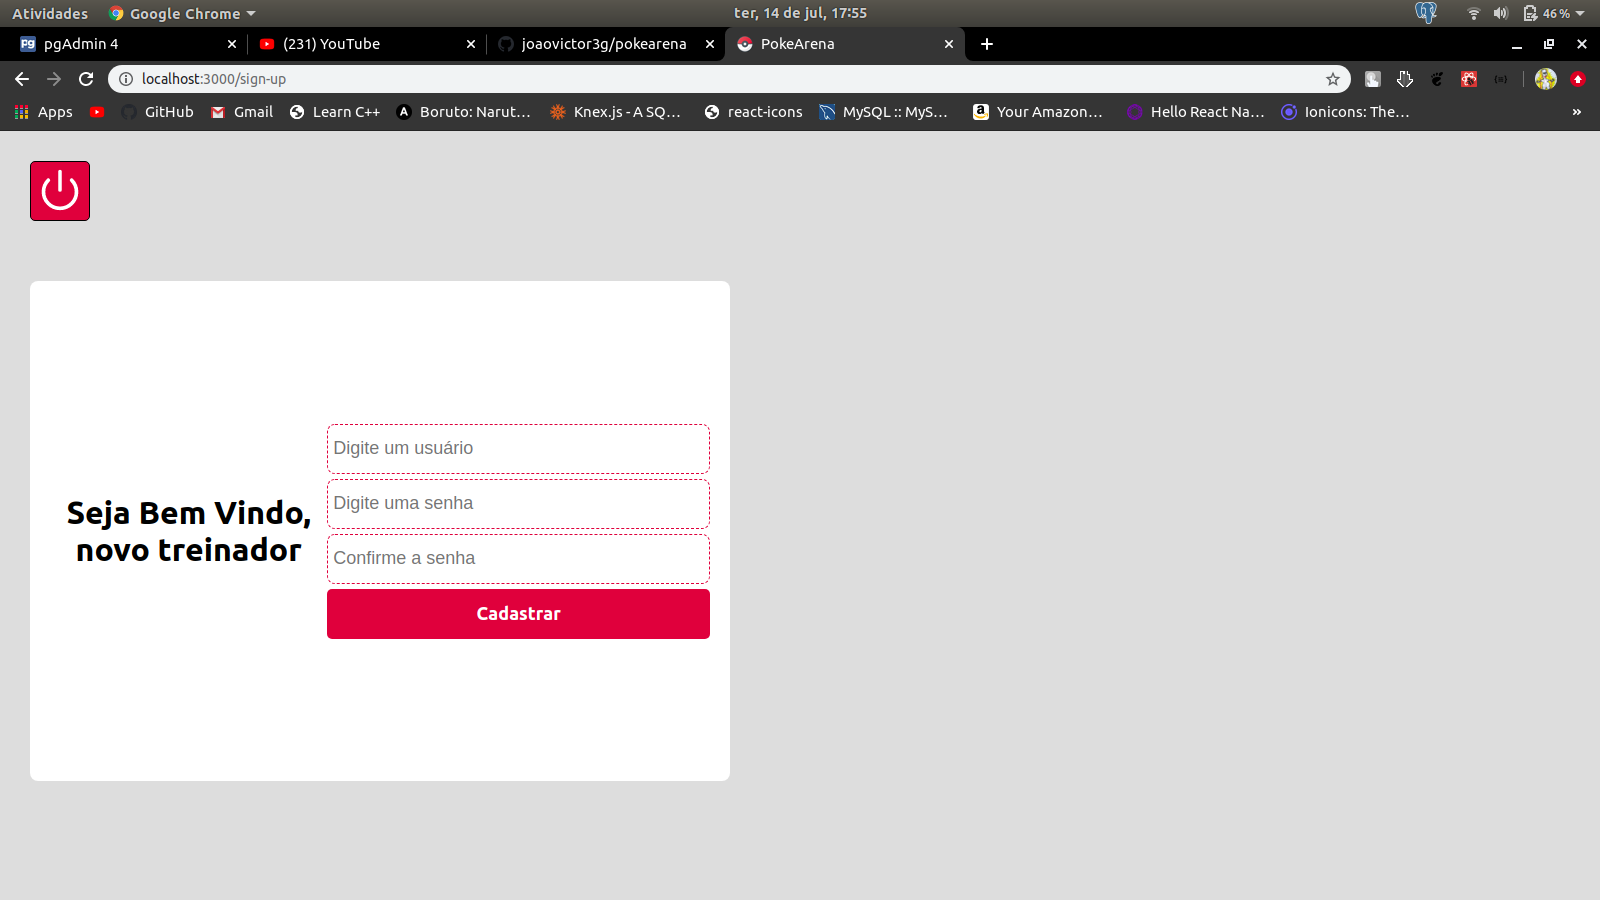 Atividades Google Chrome ter, 14 de jul, 17:55 46%
pgAdmin 4 (231) YouTube joaovictor3g/pokearena PokeArena
localhost:3000/sign-up
Apps GitHub Gmail Learn C++ Boruto: Narut… Knex.js - A SQ… react-icons MySQL :: MyS… Your Amazon… Hello React Na… Ionicons: The… »
Seja Bem Vindo,
novo treinador
Digite um usuário
Digite uma senha
Confirme a senha
Cadastrar